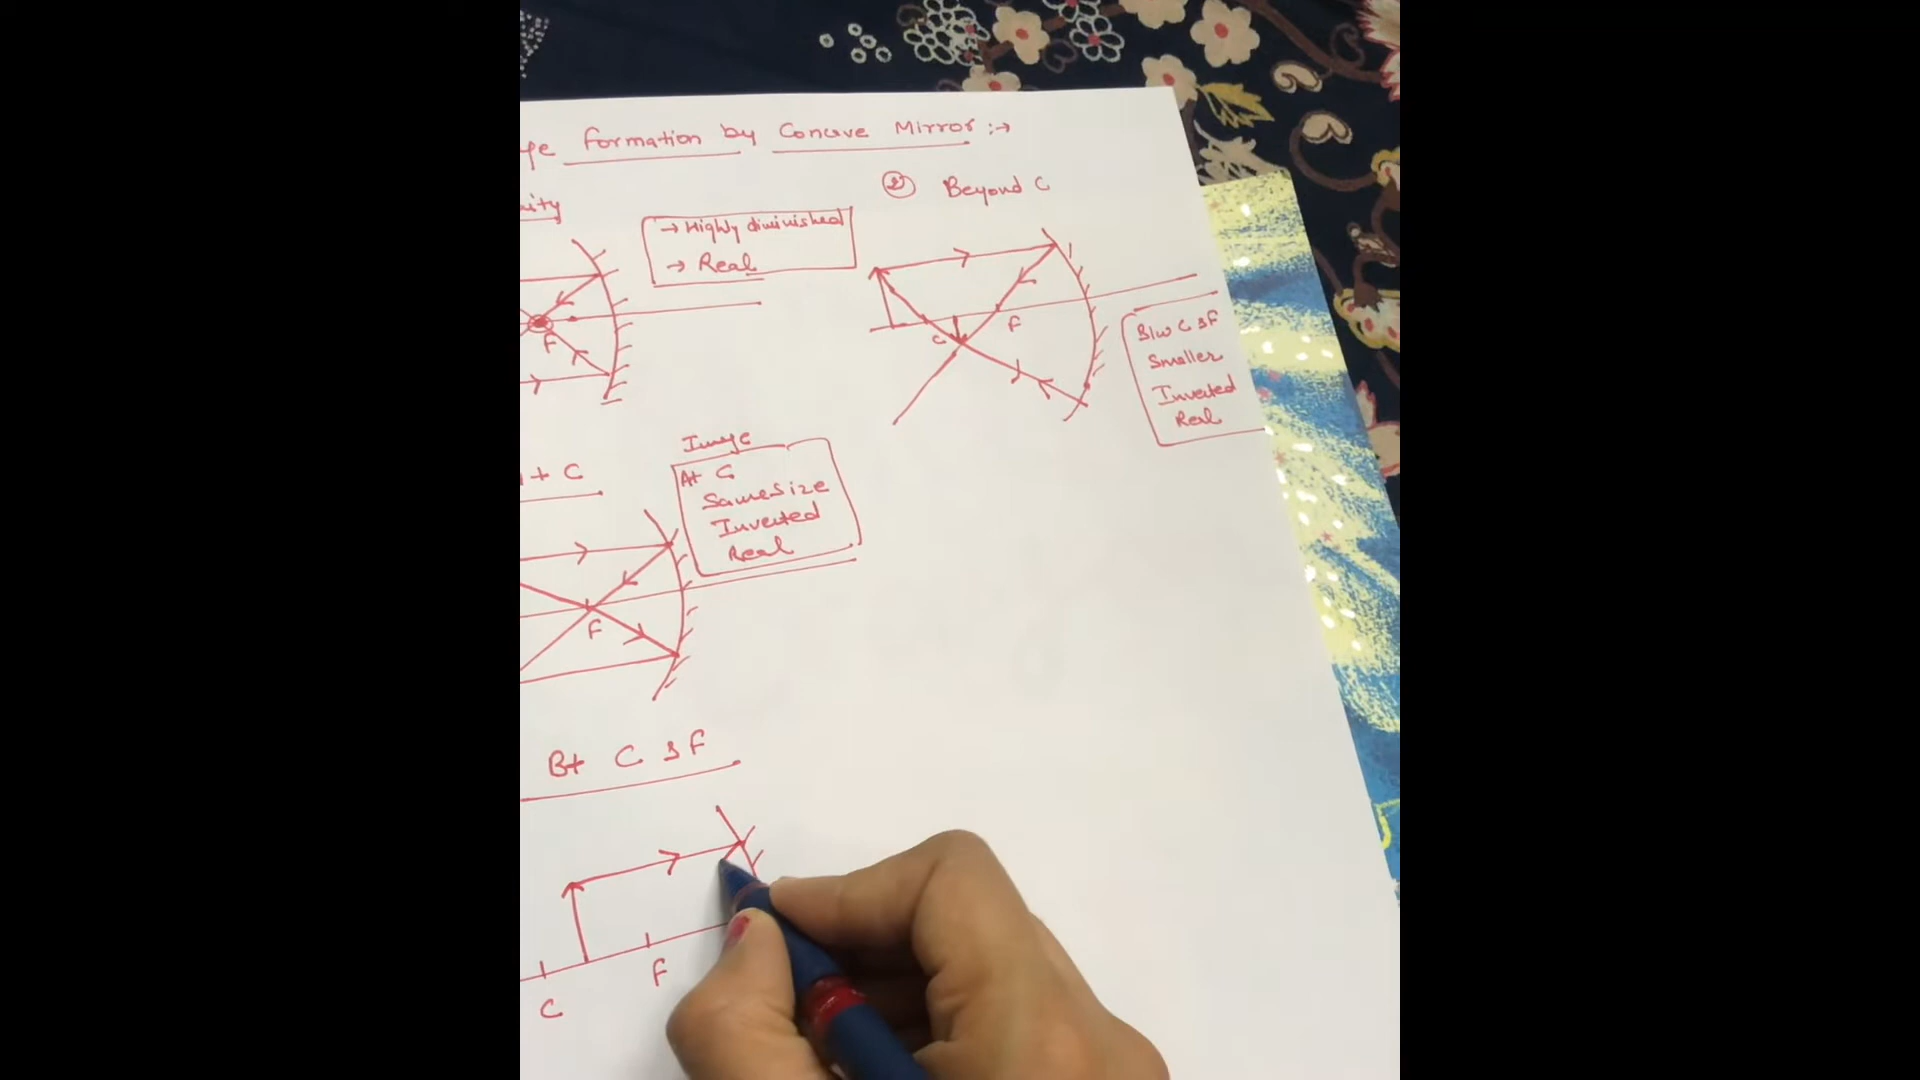 formation by Concave Mirror :→
② Beyond C
→ Highly diminished
→ Real
F
C
F
B/w C & F
Smaller
Inverted
Real
Image
At C
Same Size
Inverted
Real
C
F
Bt C & F
F
C